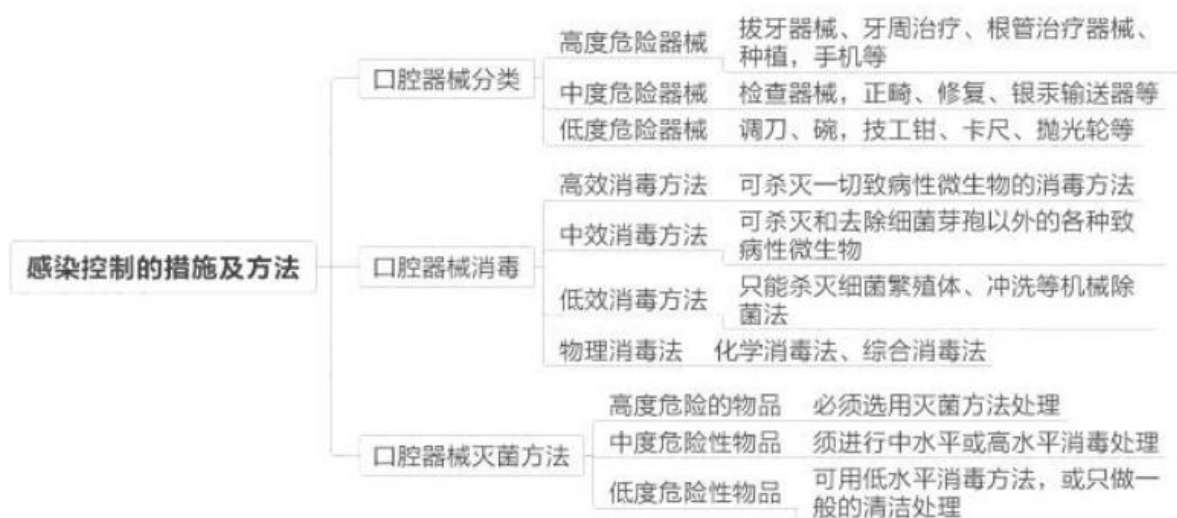 感染控制的措施及方法
口腔器械分类
高度危险器械
拔牙器械、牙周治疗、根管治疗器械、
种植，手机等
中度危险器械
检查器械，正畸、修复、银汞输送器等
低度危险器械
调刀、碗，技工钳、卡尺、抛光轮等
口腔器械消毒
高效消毒方法
可杀灭一切致病性微生物的消毒方法
中效消毒方法
可杀灭和去除细菌芽孢以外的各种致
病性微生物
低效消毒方法
只能杀灭细菌繁殖体、冲洗等机械除
菌法
物理消毒法
化学消毒法、综合消毒法
口腔器械灭菌方法
高度危险的物品
必须选用灭菌方法处理
中度危险性物品
须进行中水平或高水平消毒处理
低度危险性物品
可用低水平消毒方法，或只做一
般的清洁处理